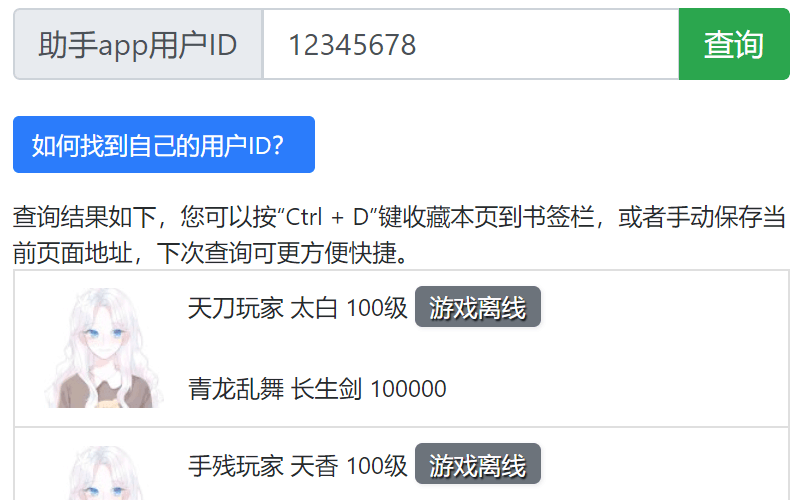 助手app用户ID 12345678 查询
如何找到自己的用户ID？
查询结果如下，您可以按“Ctrl + D”键收藏本页到书签栏，或者手动保存当
前页面地址，下次查询可更方便快捷。
天刀玩家 太白 100级 游戏离线
青龙乱舞 长生剑 100000
手残玩家 天香 100级 游戏离线